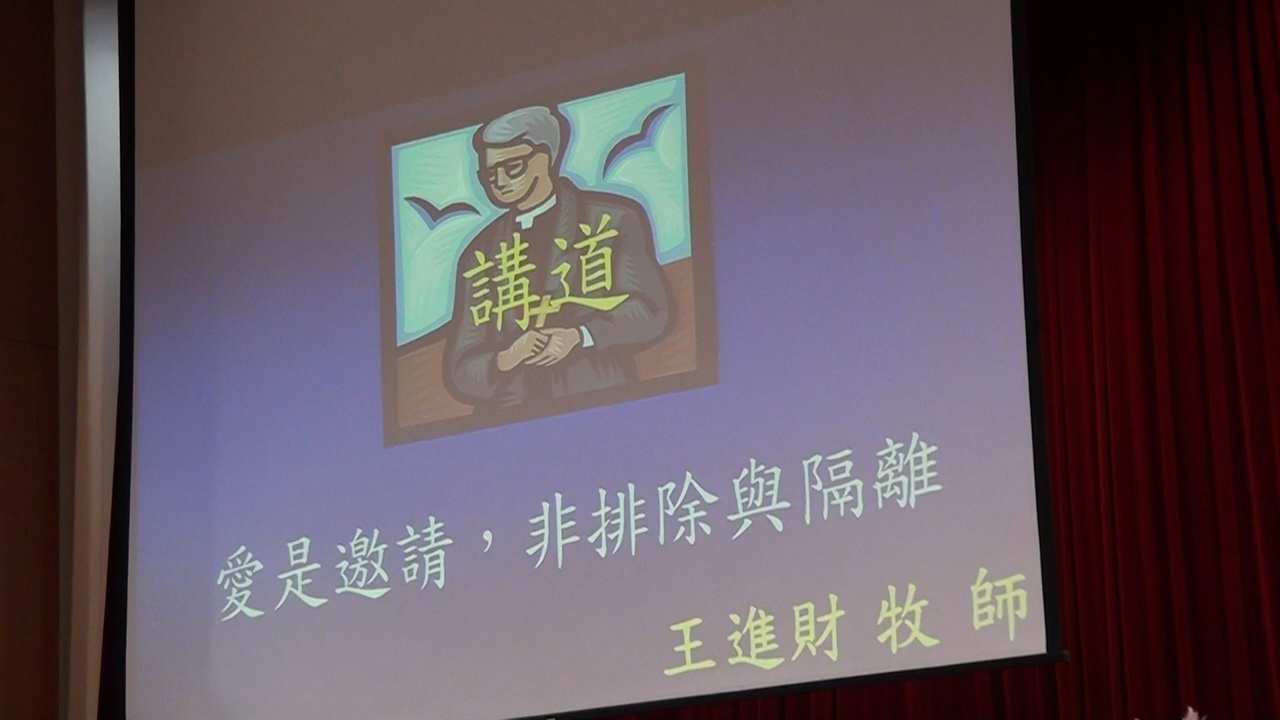 講道
愛是邀請，非排除與隔離
王進財 牧 師